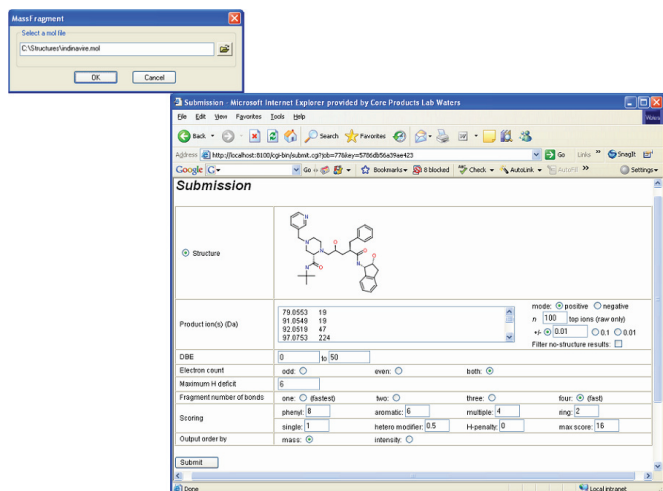 MassFragment
Select a mol file
C:\Structures\indinavire.mol
OK Cancel
Submission - Microsoft Internet Explorer provided by Core Products Lab Waters
File Edit View Favorites Tools Help
Back Search Favorites
Address http://localhost:8100/cgi-bin/submit.cgi?job=77&key=5786db56a39ae423 Go Links SnagIt
Google G Go Bookmarks 8 blocked Check AutoLink AutoFill Settings
Submission
Structure
N
N
N
O
O
O
N
N
O
Product ion(s) (Da)
79.0553 19
91.0549 19
92.0519 47
97.0753 224
mode: positive negative
n 100 top ions (raw only)
+/- 0.01 0.1 0.01
Filter no-structure results:
DBE 0 to 50
Electron count odd: even: both:
Maximum H deficit 6
Fragment number of bonds one: (fastest) two: three: four: (fast)
Scoring
phenyl: 8 aromatic: 6 multiple: 4 ring: 2
single: 1 hetero modifier: 0.5 H-penalty: 0 max score: 16
Output order by mass: intensity:
Submit
Done Local intranet